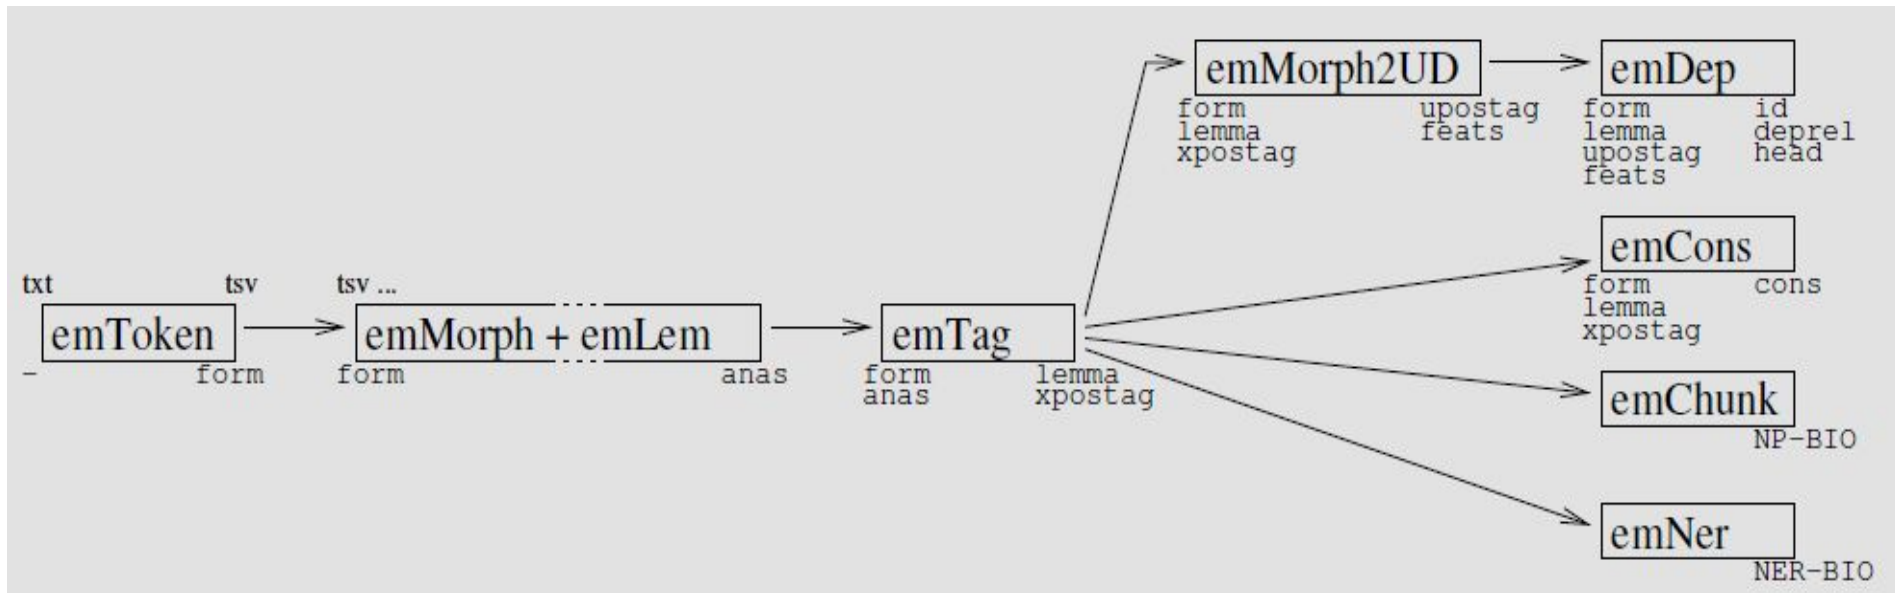 txt tsv
emToken
- form
tsv ...
emMorph + emLem
form anas
emTag
form lemma
anas xpostag
emMorph2UD
form upostag
lemma feats
xpostag
emDep
form id
lemma deprel
upostag head
feats
emCons
form cons
lemma
xpostag
emChunk
NP-BIO
emNer
NER-BIO